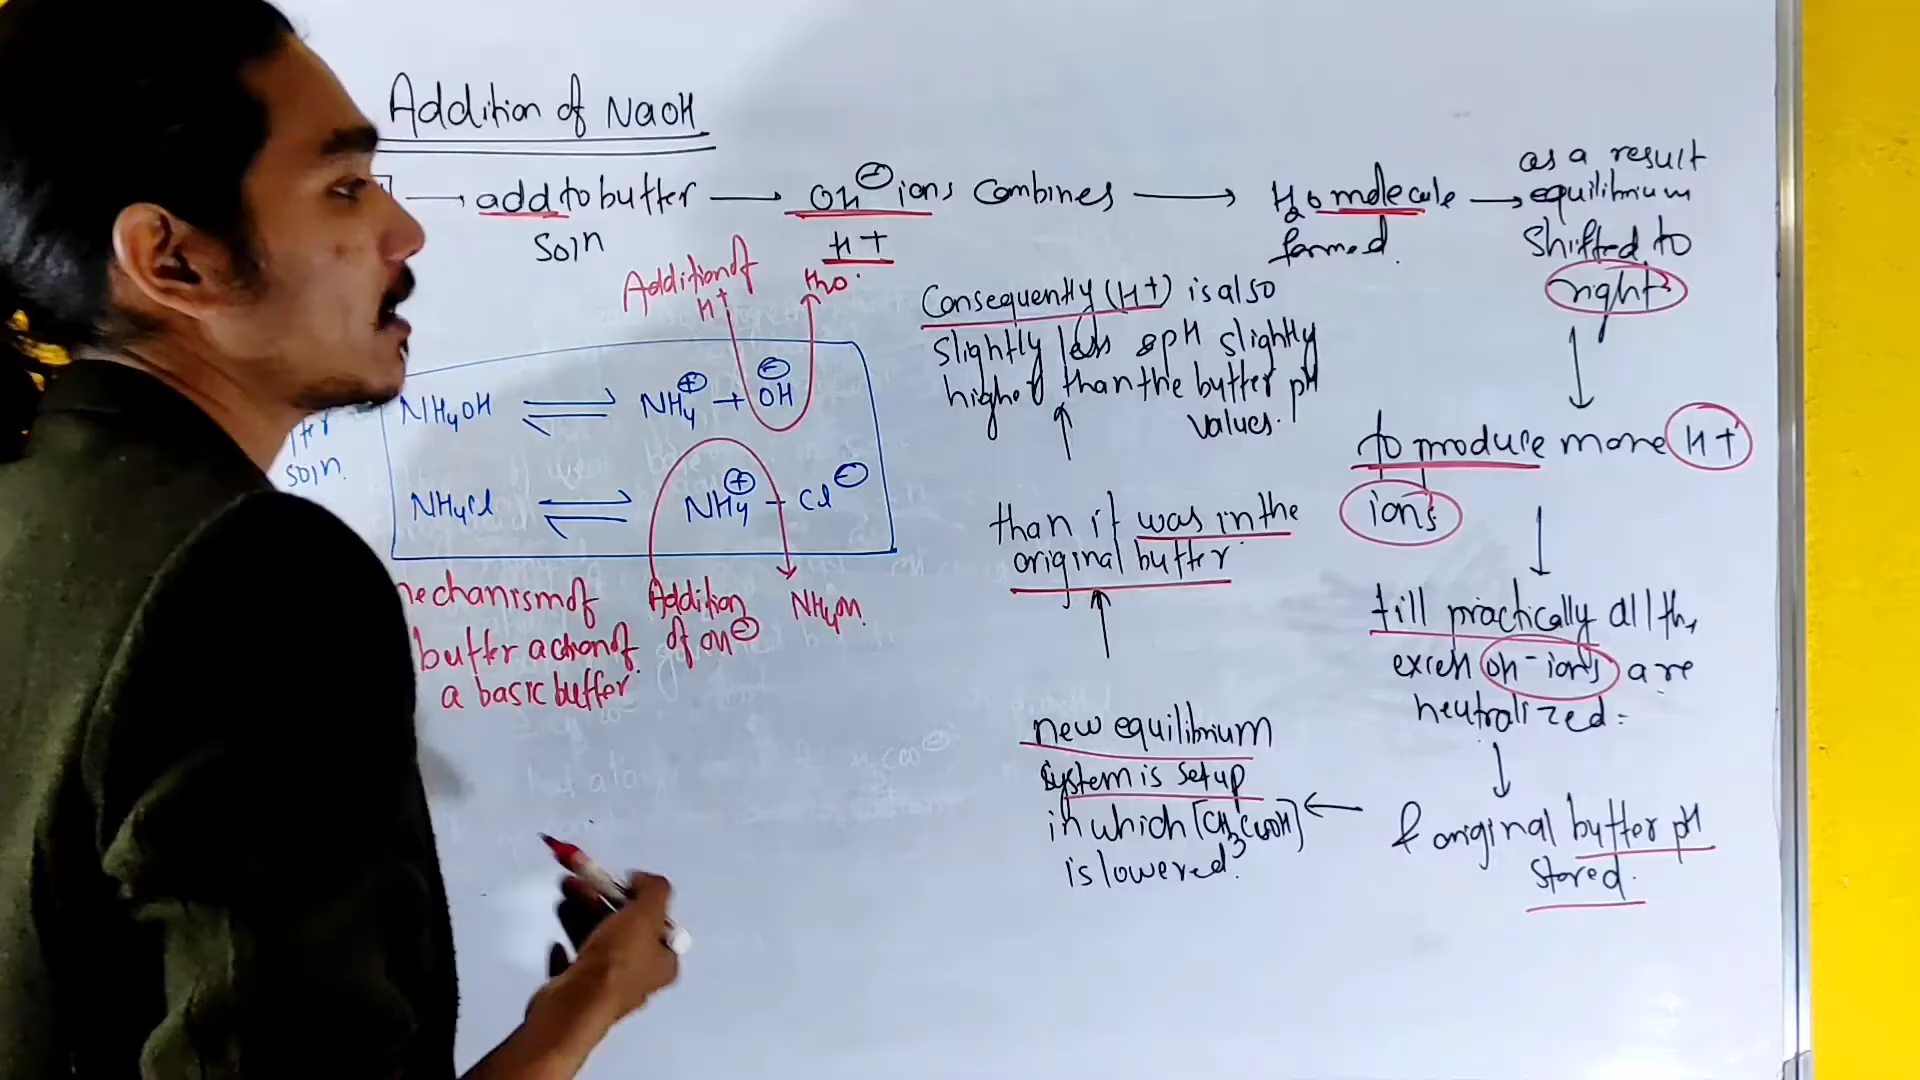 Addition of NaOH
→ add to buffer → OH⊖ ions combines → H2O molecule → as a result
soln
H+
formed.
equilibrium
shifted to
right
Addition of
H+
H2O.
Consequently (H+) is also
slightly less & pH slightly
higher than the buffer pH
values.
to produce more H+
ions
NH4OH ⇌ NH4⊕ + OH⊖
NH4Cl ⇌ NH4⊕ + Cl⊖
soln.
than it was in the
original buffer.
till practically all the
excess OH- ions are
neutralized.
mechanism of
buffer action of
a basic buffer.
Addition
of OH⊖
NH4OH.
new equilibrium
system is setup
in which [CH3COOH]
is lowered.
& original buffer pH
stored.